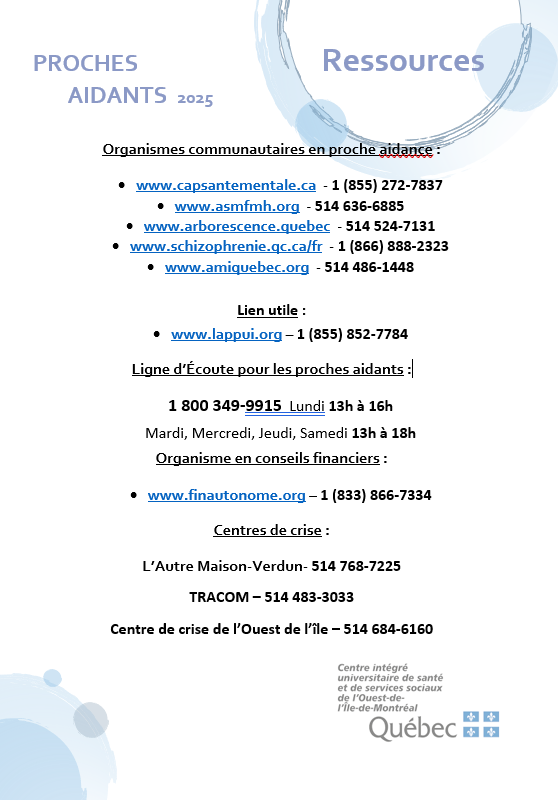 PROCHES
AIDANTS 2025
Ressources
Organismes communautaires en proche aidance :
• www.capsantementale.ca - 1 (855) 272-7837
• www.asmfmh.org - 514 636-6885
• www.arborescence.quebec - 514 524-7131
• www.schizophrenie.qc.ca/fr - 1 (866) 888-2323
• www.amiquebec.org - 514 486-1448
Lien utile :
• www.lappui.org – 1 (855) 852-7784
Ligne d’Écoute pour les proches aidants :
1 800 349-9915 Lundi 13h à 16h
Mardi, Mercredi, Jeudi, Samedi 13h à 18h
Organisme en conseils financiers :
• www.finautonome.org – 1 (833) 866-7334
Centres de crise :
L’Autre Maison-Verdun- 514 768-7225
TRACOM – 514 483-3033
Centre de crise de l’Ouest de l’île – 514 684-6160
Centre intégré
universitaire de santé
et de services sociaux
de l’Ouest-de-
l’Île-de-Montréal
Québec